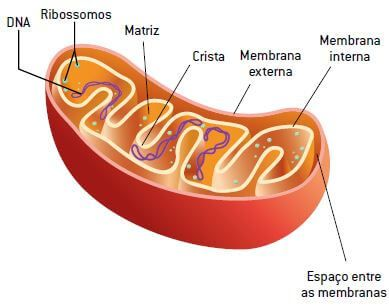 Ribossomos
DNA
Matriz
Crista
Membrana
externa
Membrana
interna
Espaço entre
as membranas